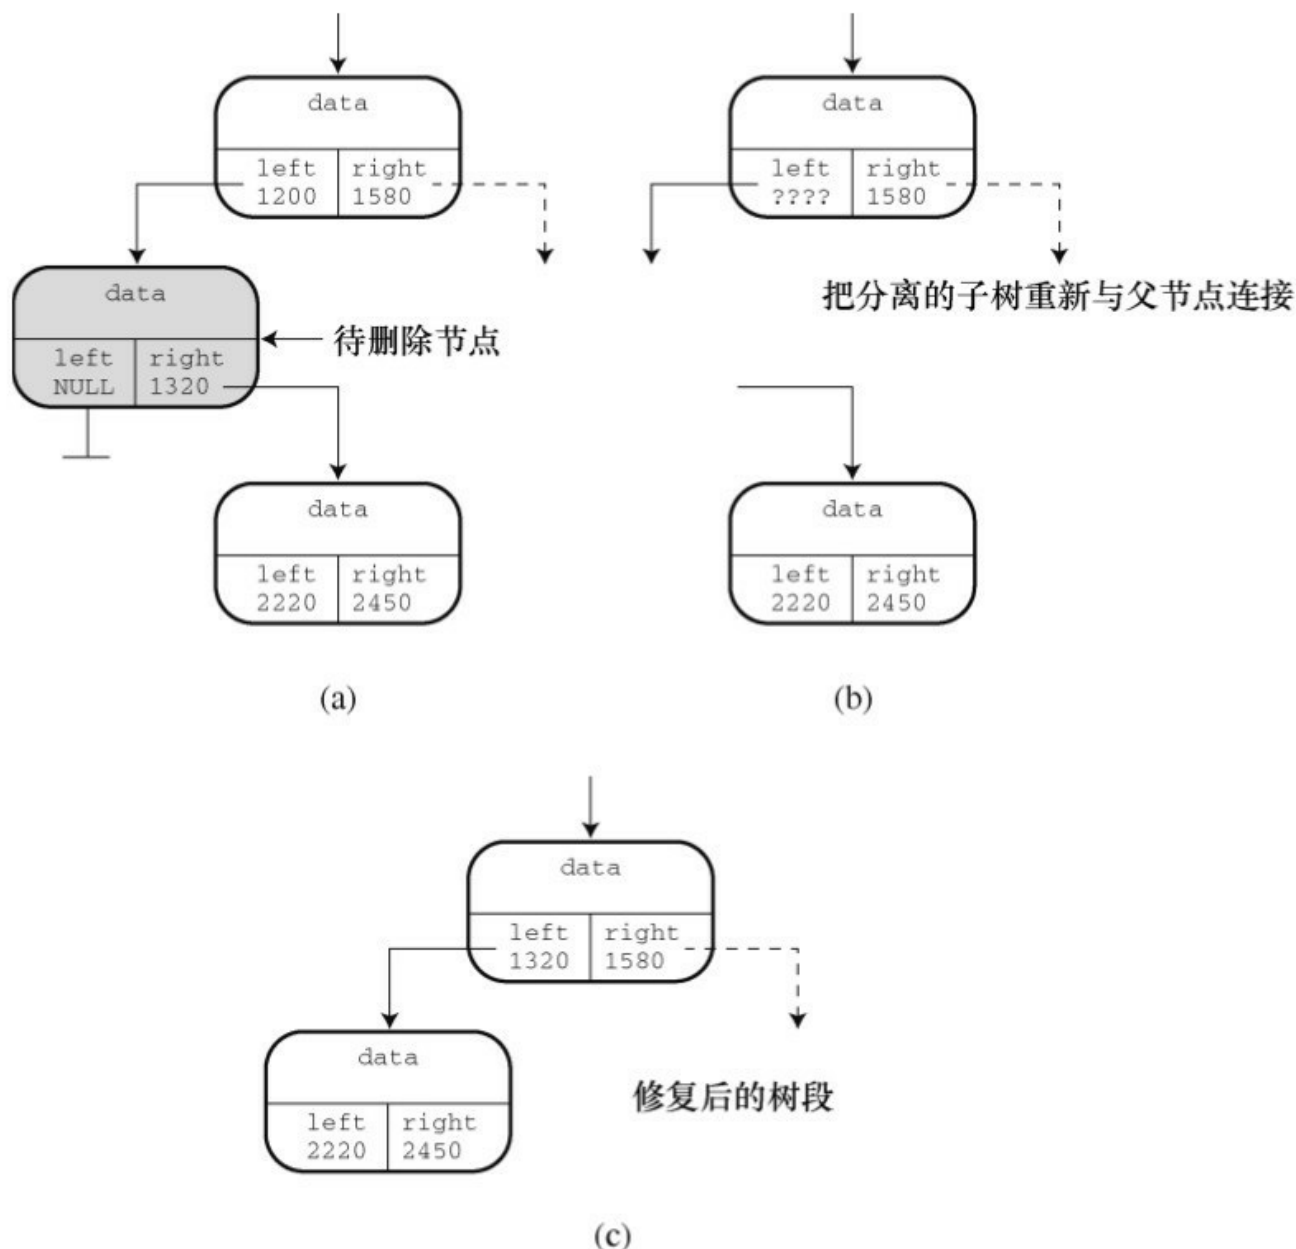 data
left right
1200 1580
data
left right
NULL 1320
待删除节点
data
left right
2220 2450
(a)
data
left right
???? 1580
把分离的子树重新与父节点连接
data
left right
2220 2450
(b)
data
left right
1320 1580
data
left right
2220 2450
修复后的树段
(c)